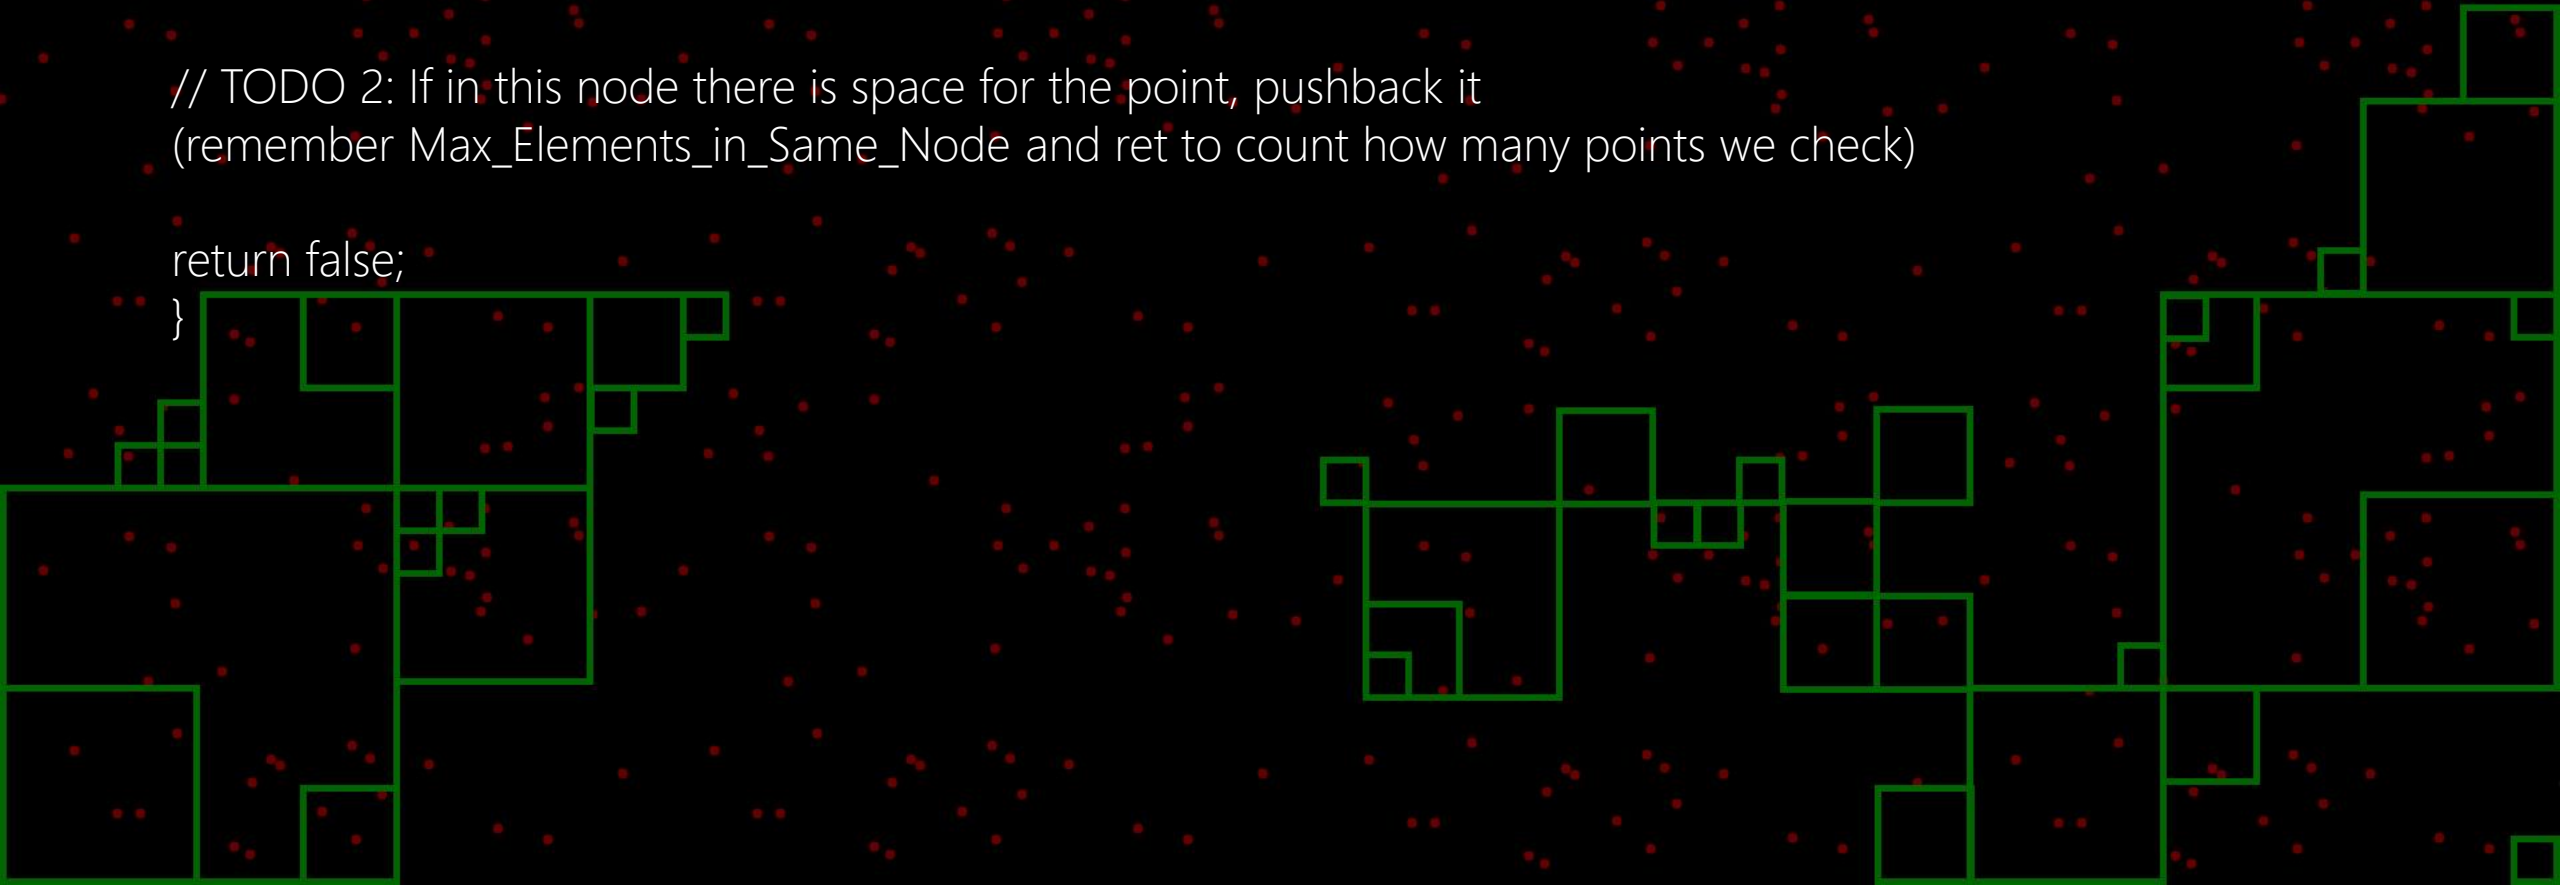 // TODO 2: If in this node there is space for the point, pushback it
(remember Max_Elements_in_Same_Node and ret to count how many points we check)
return false;
}